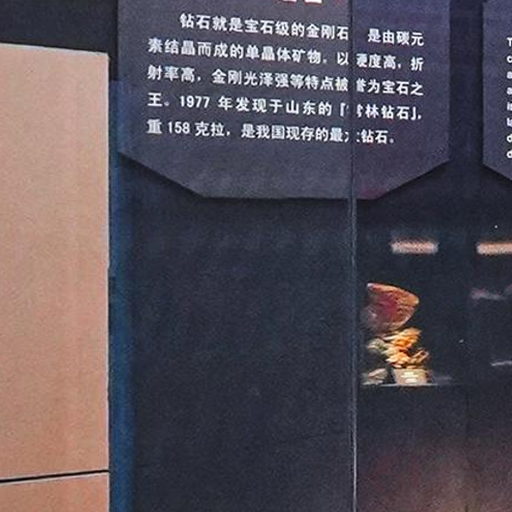 钻石就是宝石级的金刚石 是由碳元
素结晶而成的单晶体矿物。以硬度高，折
射率高，金刚光泽强等特点被誉为宝石之
王。1977 年发现于山东的「常林钻石」，
重 158 克拉，是我国现存的最大钻石。